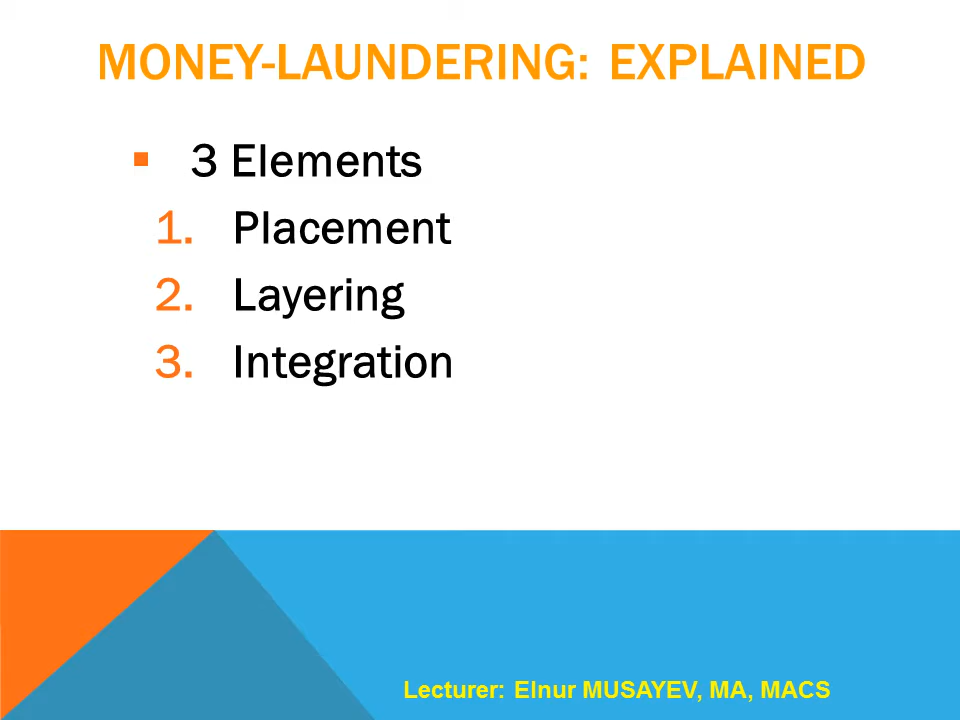 MONEY-LAUNDERING: EXPLAINED
▪ 3 Elements
1. Placement
2. Layering
3. Integration
Lecturer: Elnur MUSAYEV, MA, MACS